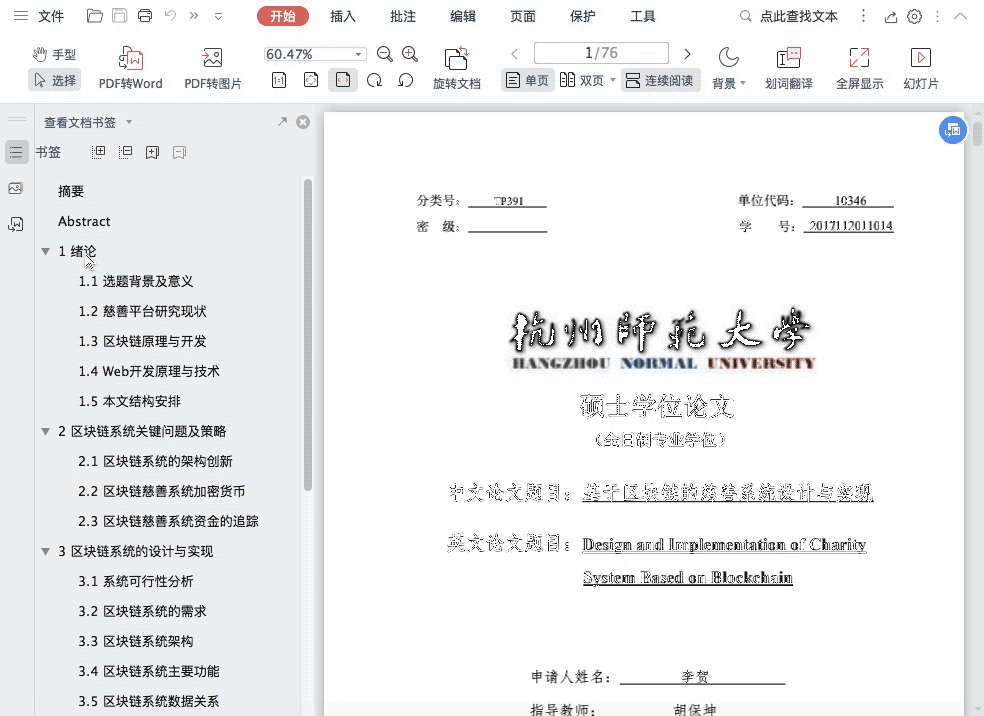 文件 开始 插入 批注 编辑 页面 保护 工具 点此查找文本
手型 选择 PDF转Word PDF转图片 60.47% 旋转文档 1/76 单页 双页 连续阅读 背景 划词翻译 全屏显示 幻灯片
查看文档书签
书签
摘要
Abstract
1 绪论
1.1 选题背景及意义
1.2 慈善平台研究现状
1.3 区块链原理与开发
1.4 Web开发原理与技术
1.5 本文结构安排
2 区块链系统关键问题及策略
2.1 区块链系统的架构创新
2.2 区块链慈善系统加密货币
2.3 区块链慈善系统资金的追踪
3 区块链系统的设计与实现
3.1 系统可行性分析
3.2 区块链系统的需求
3.3 区块链系统架构
3.4 区块链系统主要功能
3.5 区块链系统数据关系
分类号： TP391 单位代码： 10346
密 级： 学 号： 2017112011014
杭州师范大学
HANGZHOU NORMAL UNIVERSITY
硕士学位论文
（全日制专业学位）
中文论文题目：基于区块链的慈善系统设计与实现
英文论文题目：Design and Implementation of Charity
System Based on Blockchain
申请人姓名： 李贺
指导教师： 胡保坤